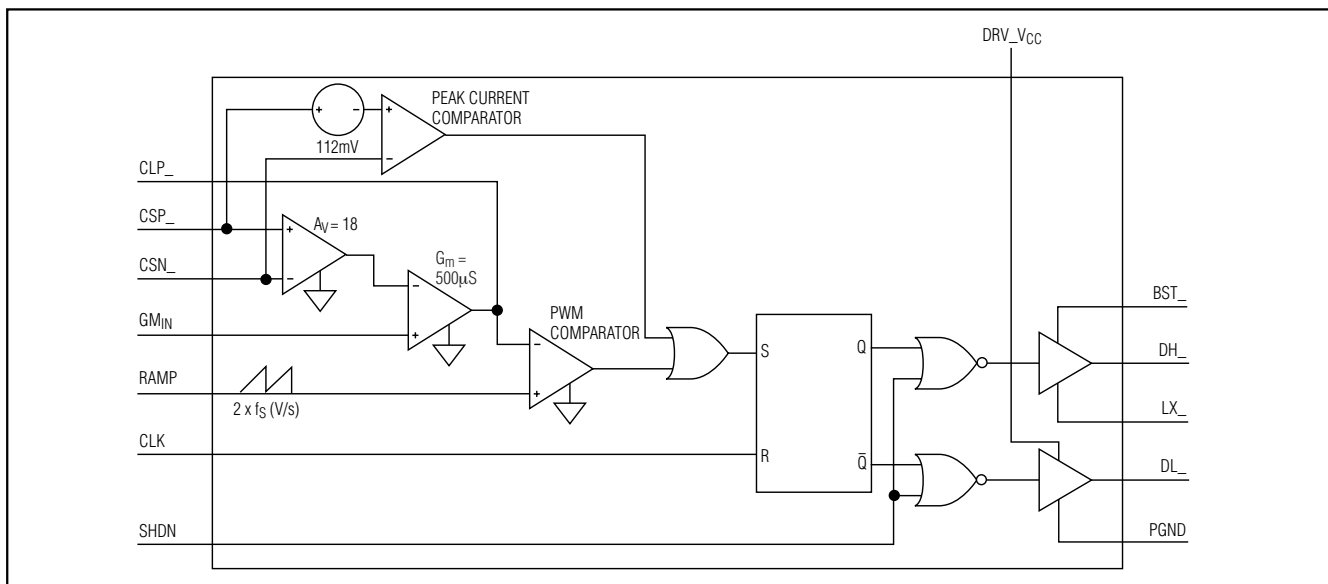 DRV_VCC
PEAK CURRENT
COMPARATOR
+ -
+
-
112mV
CLP_
CSP_
AV = 18
+
CSN_
-
Gm =
500μS
-
GMIN
+
PWM
COMPARATOR
-
RAMP
+
2 x fS (V/s)
S
Q
CLK
R
Q̅
SHDN
BST_
DH_
LX_
DL_
PGND